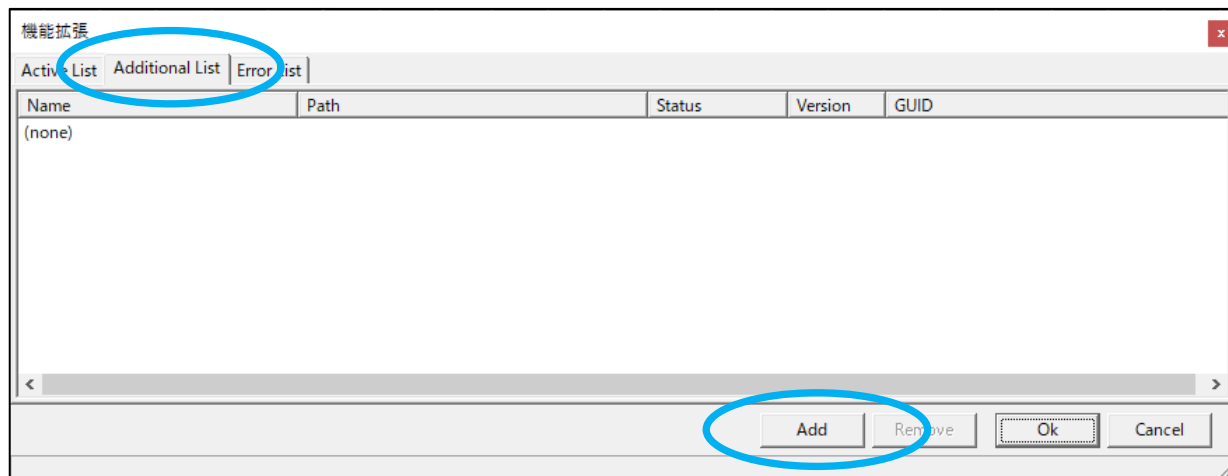 機能拡張
x
Active List Additional List Error List
Name Path Status Version GUID
(none)
Add Remove Ok Cancel